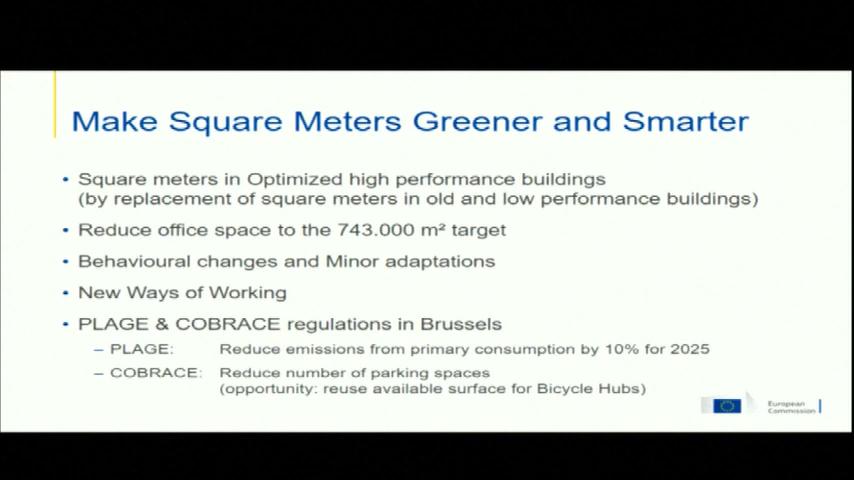 Make Square Meters Greener and Smarter
• Square meters in Optimized high performance buildings
(by replacement of square meters in old and low performance buildings)
• Reduce office space to the 743.000 m² target
• Behavioural changes and Minor adaptations
• New Ways of Working
• PLAGE & COBRACE regulations in Brussels
– PLAGE: Reduce emissions from primary consumption by 10% for 2025
– COBRACE: Reduce number of parking spaces
(opportunity: reuse available surface for Bicycle Hubs)
European
Commission